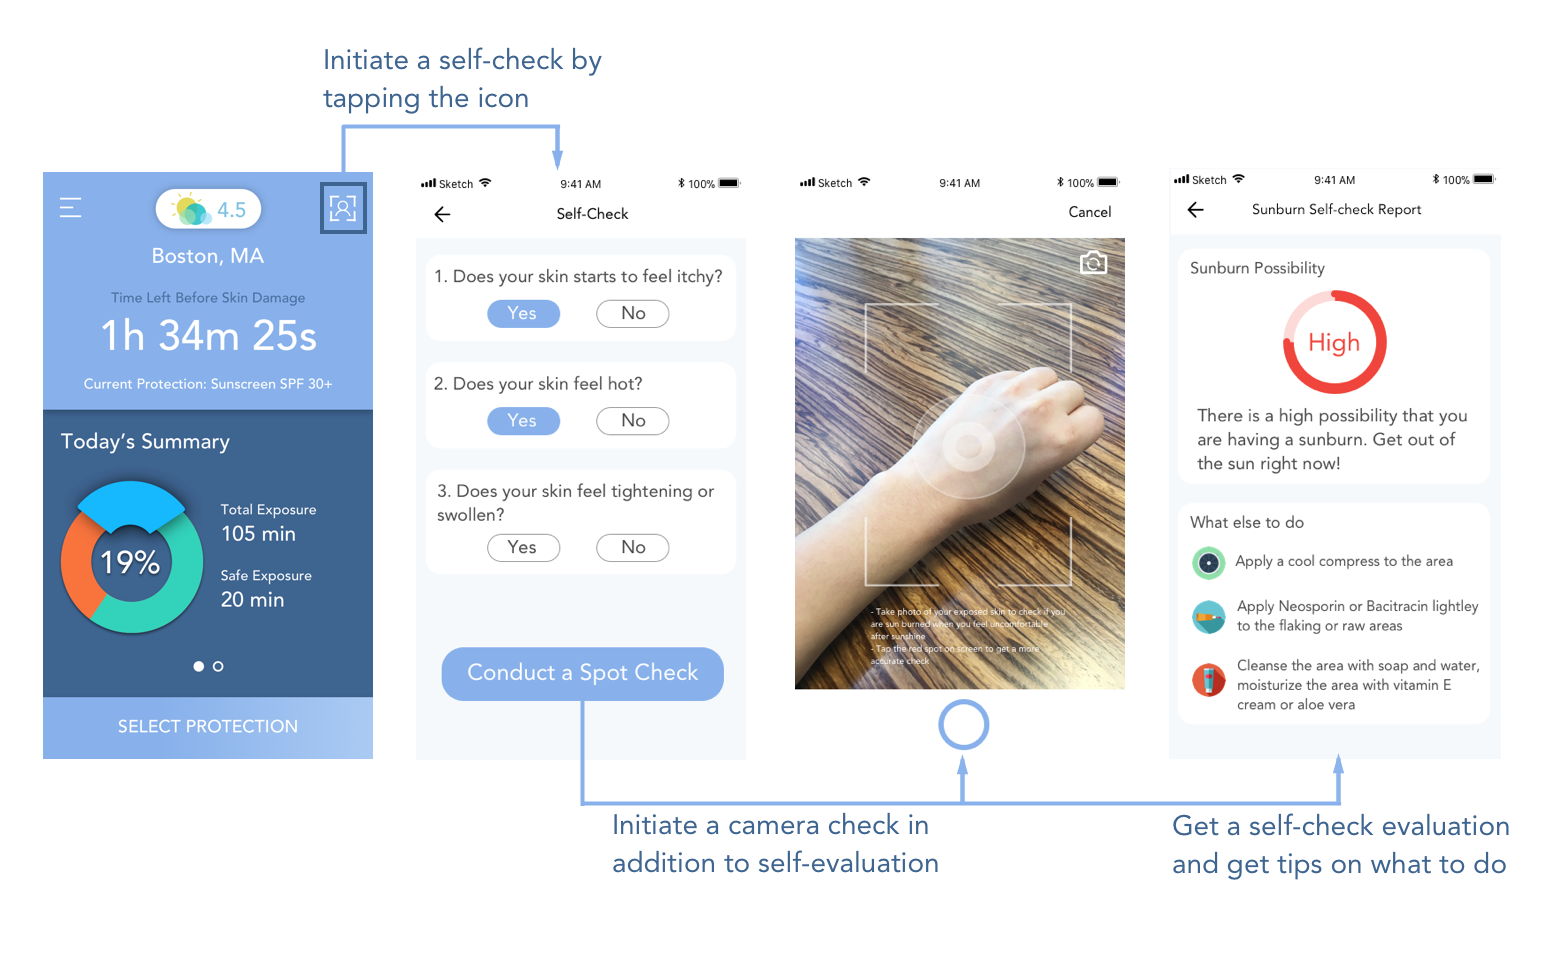 Initiate a self-check by
tapping the icon
4.5
Boston, MA
Time Left Before Skin Damage
1h 34m 25s
Current Protection: Sunscreen SPF 30+
Today's Summary
19%
Total Exposure
105 min
Safe Exposure
20 min
SELECT PROTECTION
Sketch 9:41 AM 100%
Self-Check
1. Does your skin starts to feel itchy?
Yes No
2. Does your skin feel hot?
Yes No
3. Does your skin feel tightening or
swollen?
Yes No
Conduct a Spot Check
Sketch 9:41 AM 100%
Cancel
- Take photo of your exposed skin to check if you
are sun burned when you feel uncomfortable
after sunshine
- Tap the red spot on screen to get a more
accurate check
Initiate a camera check in
addition to self-evaluation
Sketch 9:41 AM 100%
Sunburn Self-check Report
Sunburn Possibility
High
There is a high possibility that you
are having a sunburn. Get out of
the sun right now!
What else to do
Apply a cool compress to the area
Apply Neosporin or Bacitracin lightley
to the flaking or raw areas
Cleanse the area with soap and water,
moisturize the area with vitamin E
cream or aloe vera
Get a self-check evaluation
and get tips on what to do